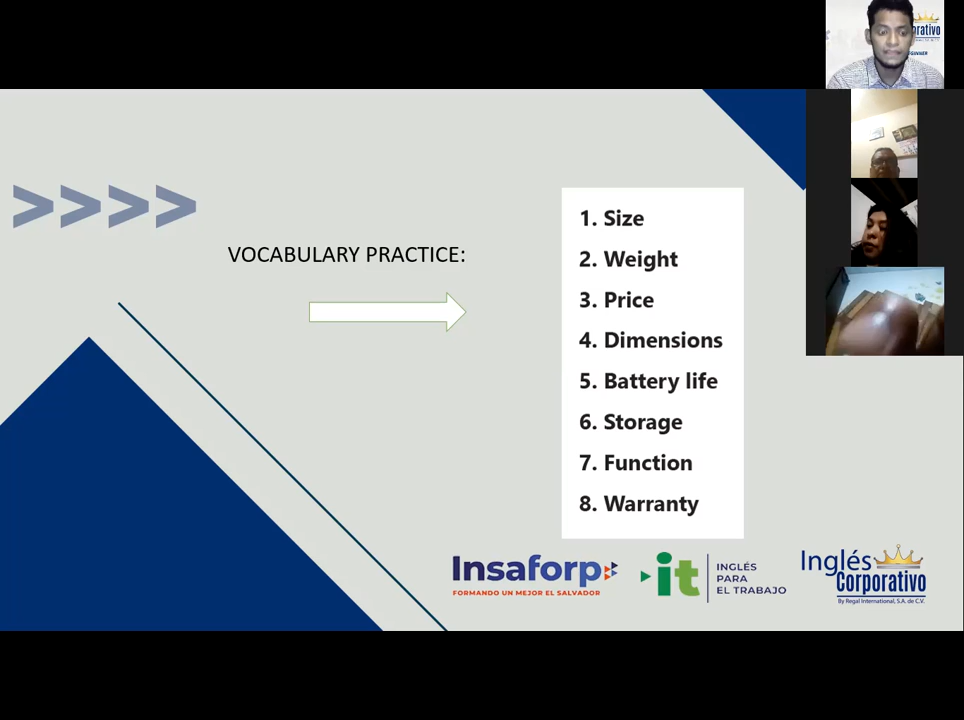 >>>>
VOCABULARY PRACTICE:
1. Size
2. Weight
3. Price
4. Dimensions
5. Battery life
6. Storage
7. Function
8. Warranty
Insaforp
FORMANDO UN MEJOR EL SALVADOR
it
INGLÉS
PARA
EL TRABAJO
Inglés
Corporativo
By Regal International, S.A. de C.V.